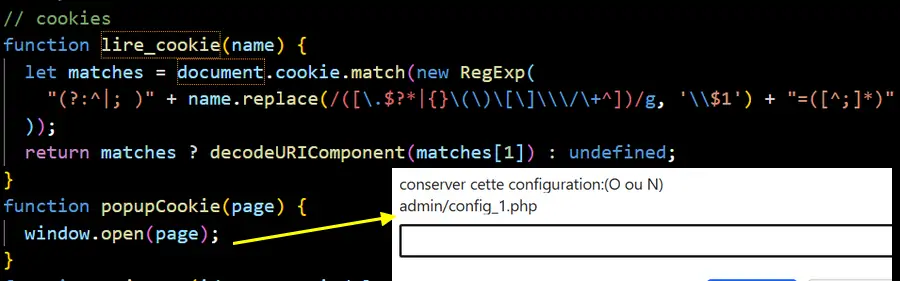 // cookies
function lire_cookie(name) {
let matches = document.cookie.match(new RegExp(
"(?:^|; )" + name.replace(/([\.$?*|{}\(\)\[\]\\\/\+^])/g, '\\$1') + "=([^;]*)"
));
return matches ? decodeURIComponent(matches[1]) : undefined;
}
function popupCookie(page) {
window.open(page);
}
conserver cette configuration:(O ou N)
admin/config_1.php